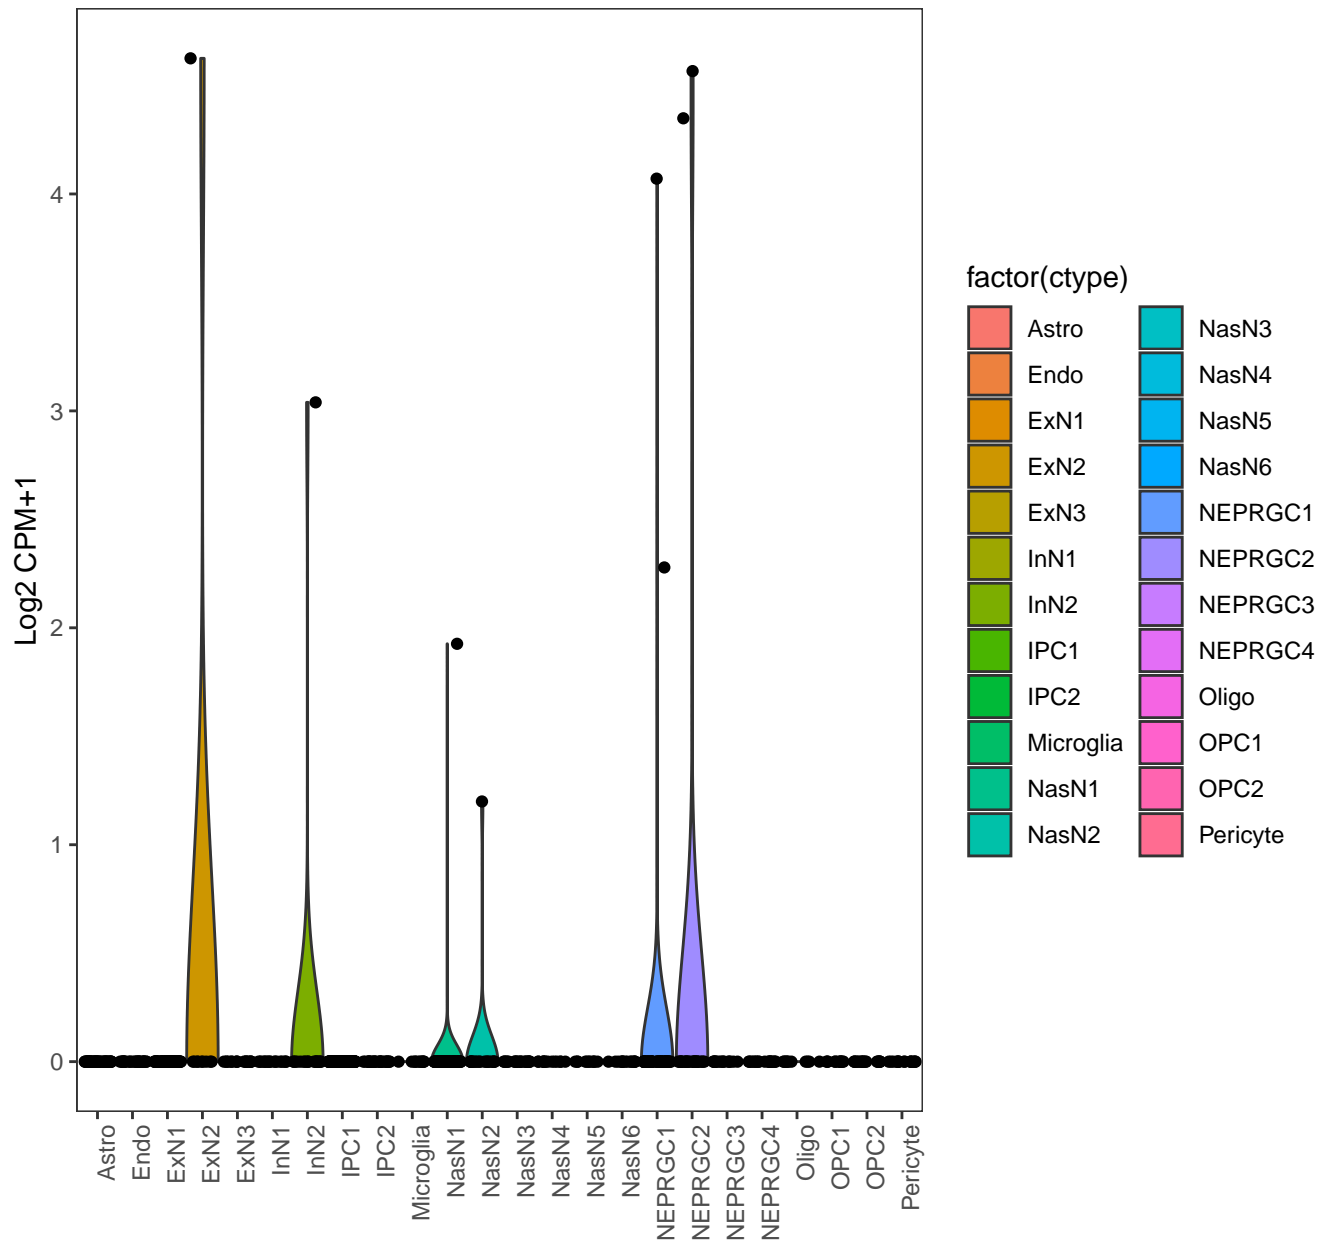 Log2 CPM+1
4
3
2
1
0
Astro
Endo
ExN1
ExN2
ExN3
InN1
InN2
IPC1
IPC2
Microglia
NasN1
NasN2
NasN3
NasN4
NasN5
NasN6
NEPRGC1
NEPRGC2
NEPRGC3
NEPRGC4
Oligo
OPC1
OPC2
Pericyte
factor(ctype)
Astro
Endo
ExN1
ExN2
ExN3
InN1
InN2
IPC1
IPC2
Microglia
NasN1
NasN2
NasN3
NasN4
NasN5
NasN6
NEPRGC1
NEPRGC2
NEPRGC3
NEPRGC4
Oligo
OPC1
OPC2
Pericyte